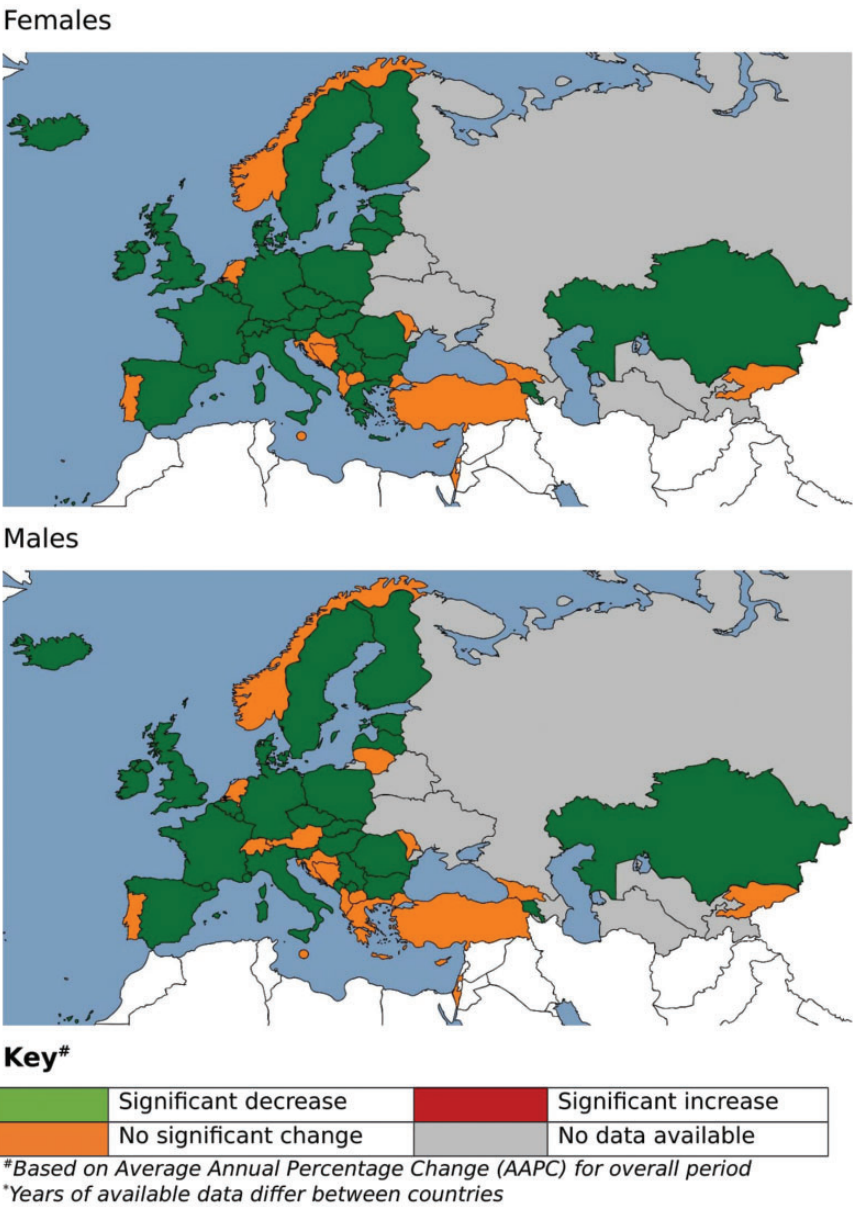 Females
Males
Key#
Significant decrease
Significant increase
No significant change
No data available
#Based on Average Annual Percentage Change (AAPC) for overall period
*Years of available data differ between countries